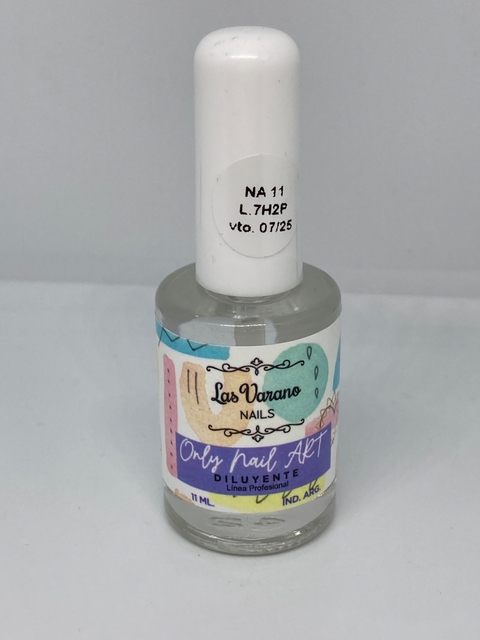 NA 11
L.7H2P
vto. 07/25
Las Varano
NAILS
Only Nail ART
DILUYENTE
Línea Profesional
11 ML.
IND. ARG.